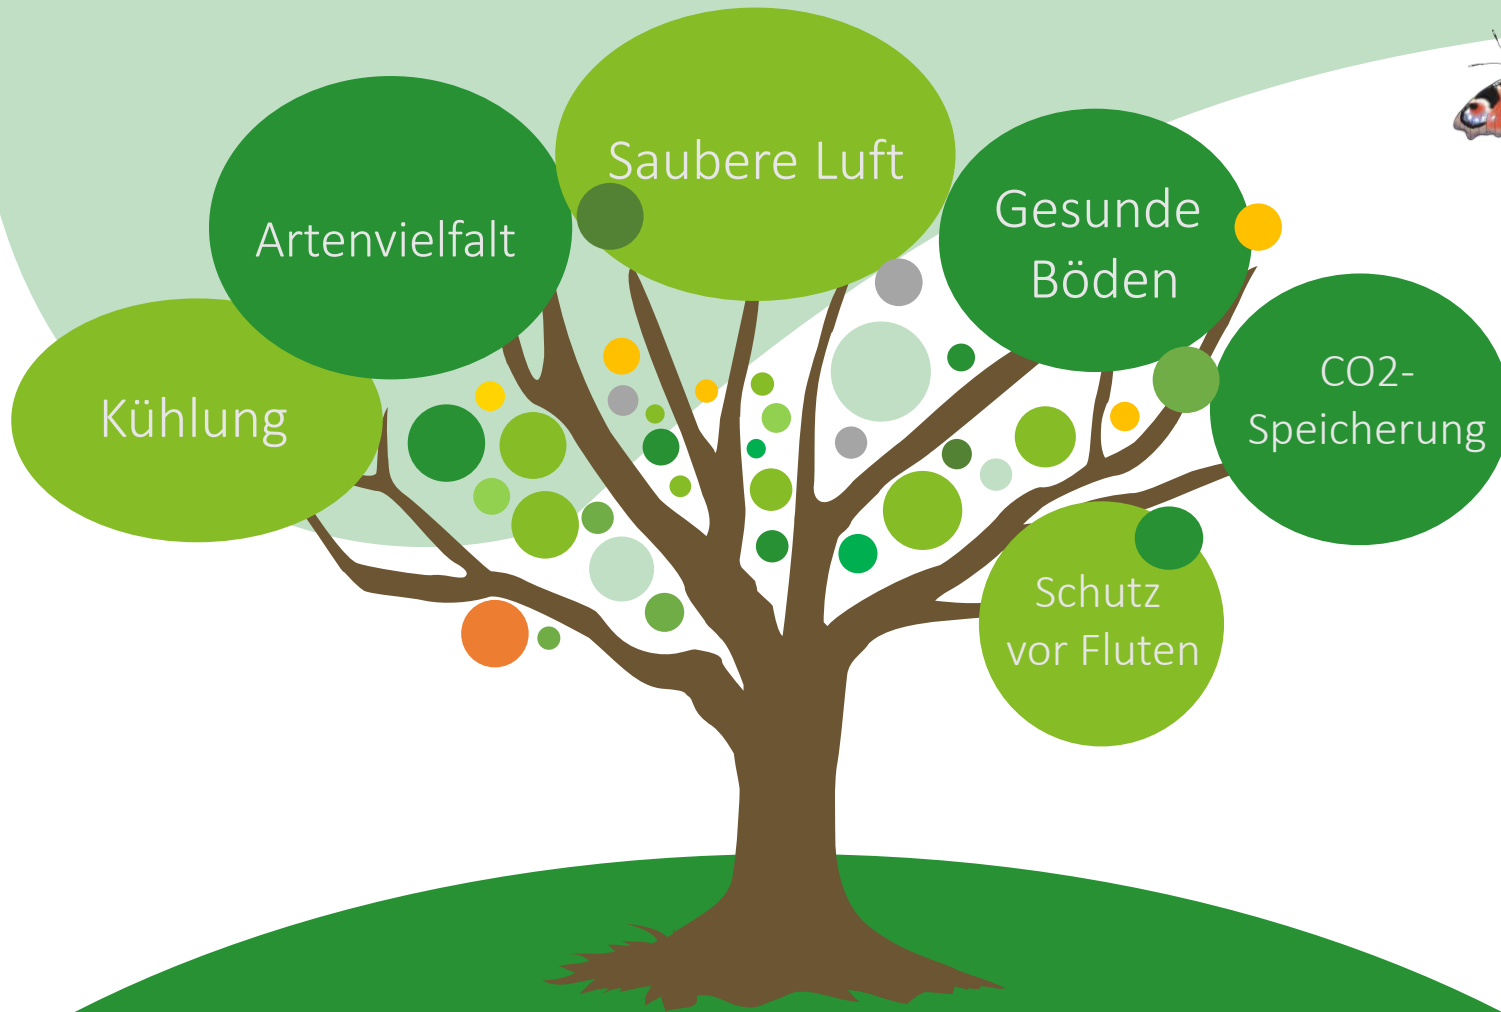 Saubere Luft
Artenvielfalt
Gesunde
Böden
Kühlung
CO2-
Speicherung
Schutz
vor Fluten